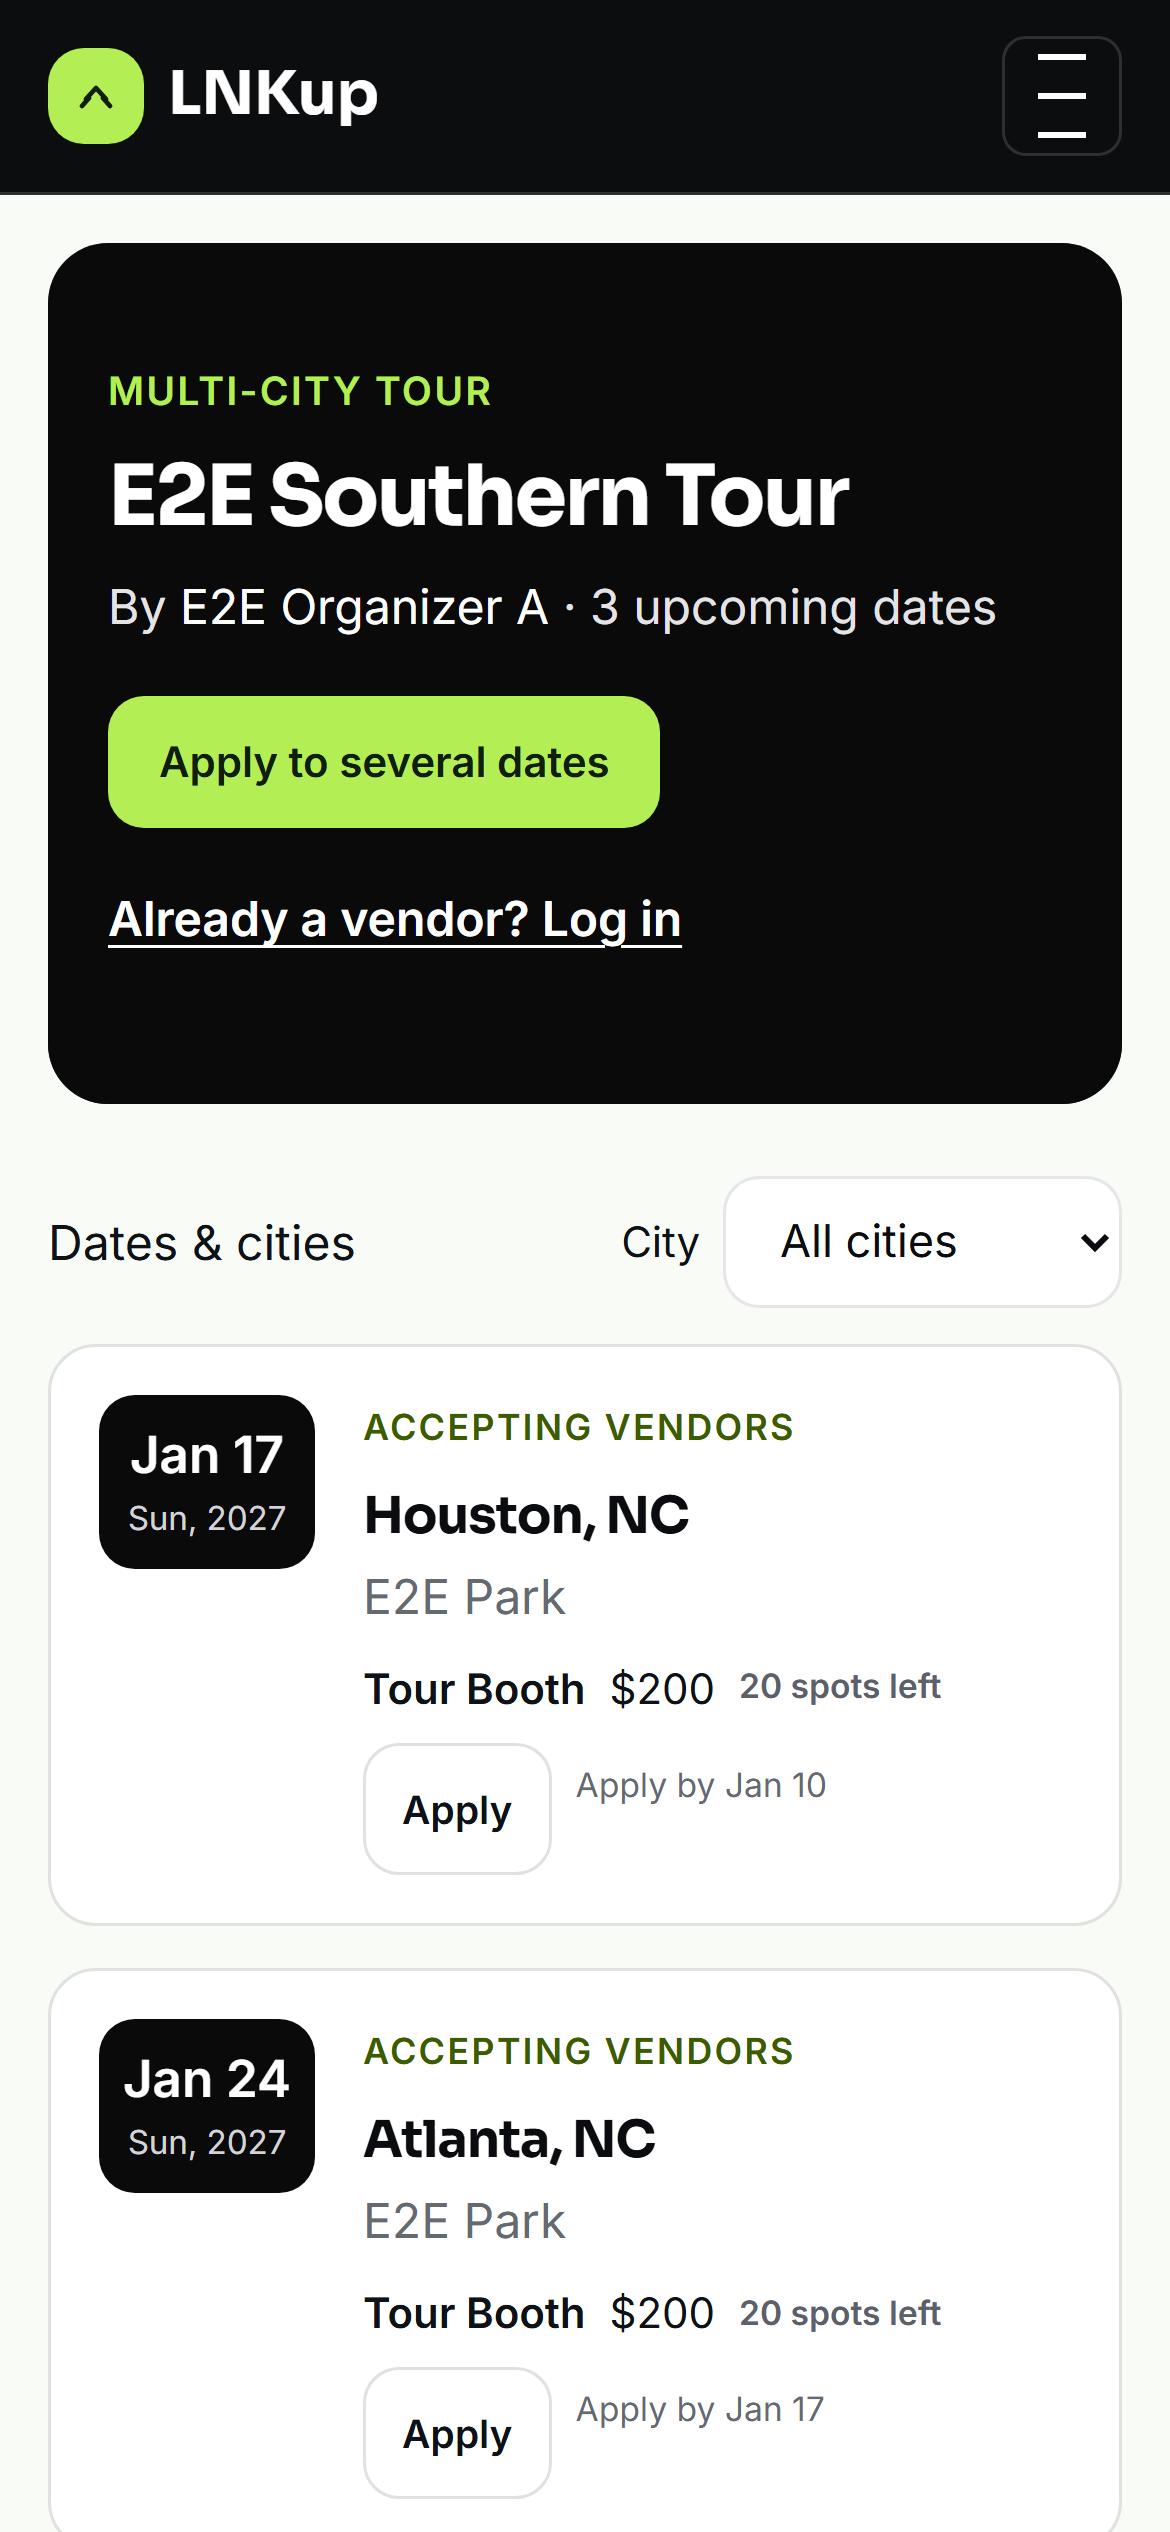 LNKup
MULTI-CITY TOUR
E2E Southern Tour
By E2E Organizer A · 3 upcoming dates
Apply to several dates
Already a vendor? Log in
Dates & cities
City
All cities
Jan 17
Sun, 2027
ACCEPTING VENDORS
Houston, NC
E2E Park
Tour Booth $200 20 spots left
Apply
Apply by Jan 10
Jan 24
Sun, 2027
ACCEPTING VENDORS
Atlanta, NC
E2E Park
Tour Booth $200 20 spots left
Apply
Apply by Jan 17